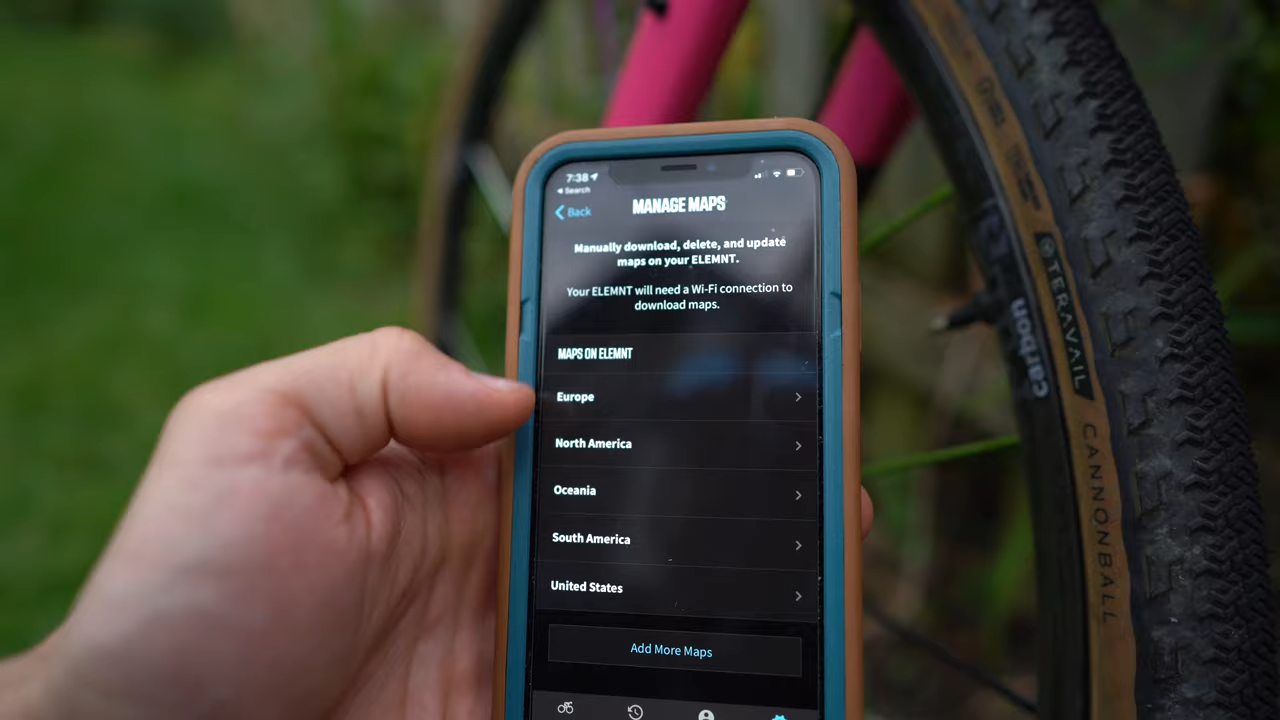 7:38
Search
Back
MANAGE MAPS
Manually download, delete, and update
maps on your ELEMNT.
Your ELEMNT will need a Wi-Fi connection to
download maps.
MAPS ON ELEMNT
Europe
North America
Oceania
South America
United States
Add More Maps
TERAVAIL
CANNONBALL
carbon